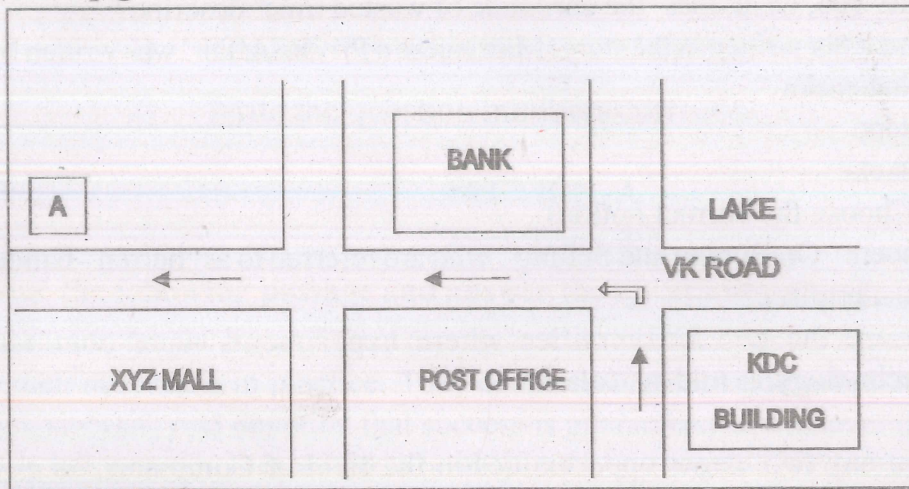 BANK
A
LAKE
VK ROAD
XYZ MALL
POST OFFICE
KDC
BUILDING